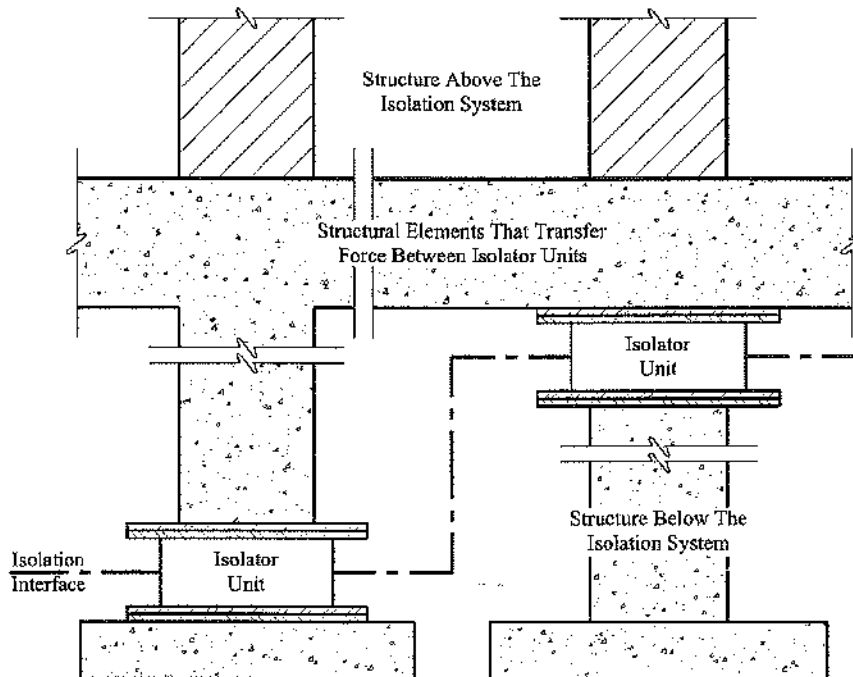 Structure Above The
Isolation System
Structural Elements That Transfer
Force Between Isolator Units
Isolator
Unit
Structure Below The
Isolation System
Isolation
Interface
Isolator
Unit